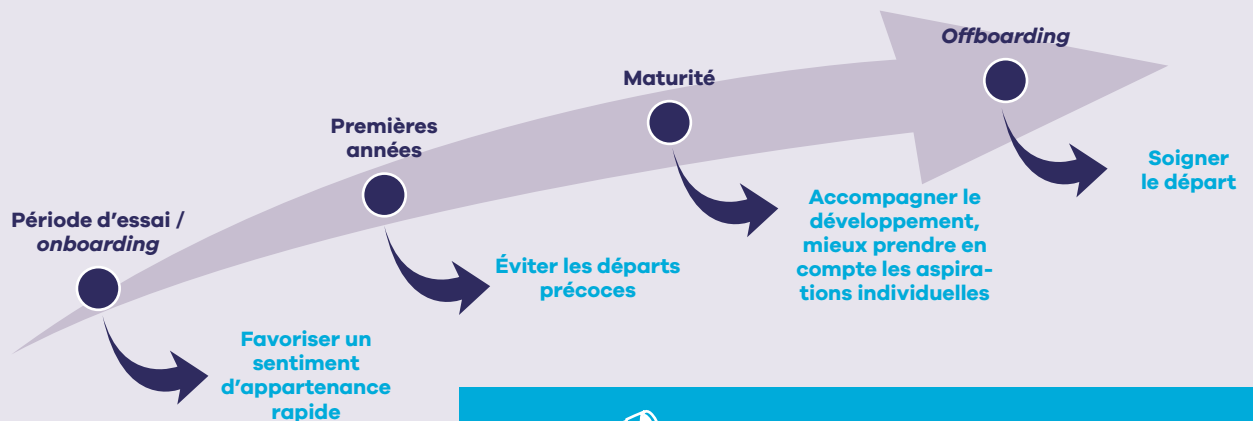 Période d'essai /
onboarding
Favoriser un
sentiment
d'appartenance
rapide
Premières
années
Éviter les départs
précoces
Maturité
Accompagner le
développement,
mieux prendre en
compte les aspira-
tions individuelles
Offboarding
Soigner
le départ